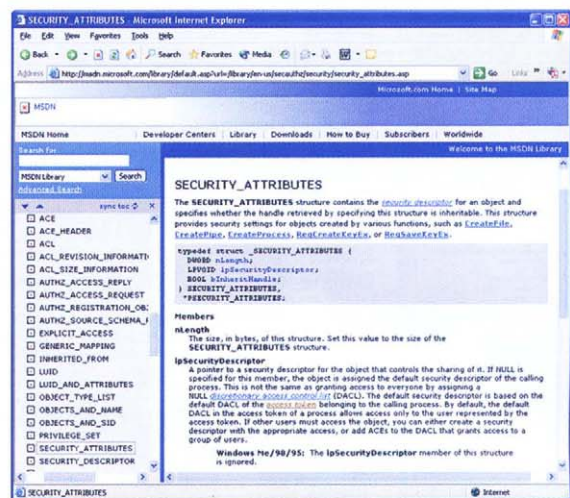 SECURITY_ATTRIBUTES - Microsoft Internet Explorer
File Edit View Favorites Tools Help
Back Search Favorites Media
Address http://msdn.microsoft.com/library/default.asp?url=/library/en-us/secauthz/security/security_attributes.asp Go Links
Microsoft.com Home | Site Map
MSDN
MSDN Home | Developer Centers | Library | Downloads | How to Buy | Subscribers | Worldwide
Search for
Welcome to the MSDN Library
MSDN Library Search
Advanced Search
sync toc
ACE
ACE_HEADER
ACL
ACL_REVISION_INFORMATI
ACL_SIZE_INFORMATION
AUTHZ_ACCESS_REPLY
AUTHZ_ACCESS_REQUEST
AUTHZ_REGISTRATION_OBJ
AUTHZ_SOURCE_SCHEMA_F
EXPLICIT_ACCESS
GENERIC_MAPPING
INHERITED_FROM
LUID
LUID_AND_ATTRIBUTES
OBJECT_TYPE_LIST
OBJECTS_AND_NAME
OBJECTS_AND_SID
PRIVILEGE_SET
SECURITY_ATTRIBUTES
SECURITY_DESCRIPTOR
SECURITY_ATTRIBUTES
The SECURITY_ATTRIBUTES structure contains the security descriptor for an object and
specifies whether the handle retrieved by specifying this structure is inheritable. This structure
provides security settings for objects created by various functions, such as CreateFile,
CreatePipe, CreateProcess, RegCreateKeyEx, or RegSaveKeyEx.
typedef struct _SECURITY_ATTRIBUTES {
DWORD nLength;
LPVOID lpSecurityDescriptor;
BOOL bInheritHandle;
} SECURITY_ATTRIBUTES,
*PSECURITY_ATTRIBUTES;
Members
nLength
The size, in bytes, of this structure. Set this value to the size of the
SECURITY_ATTRIBUTES structure.
lpSecurityDescriptor
A pointer to a security descriptor for the object that controls the sharing of it. If NULL is
specified for this member, the object is assigned the default security descriptor of the calling
process. This is not the same as granting access to everyone by assigning a
NULL discretionary access control list (DACL). The default security descriptor is based on the
default DACL of the access token belonging to the calling process. By default, the default
DACL in the access token of a process allows access only to the user represented by the
access token. If other users must access the object, you can either create a security
descriptor with the appropriate access, or add ACEs to the DACL that grants access to a
group of users.
Windows Me/98/95: The lpSecurityDescriptor member of this structure
is ignored.
SECURITY_ATTRIBUTES Internet